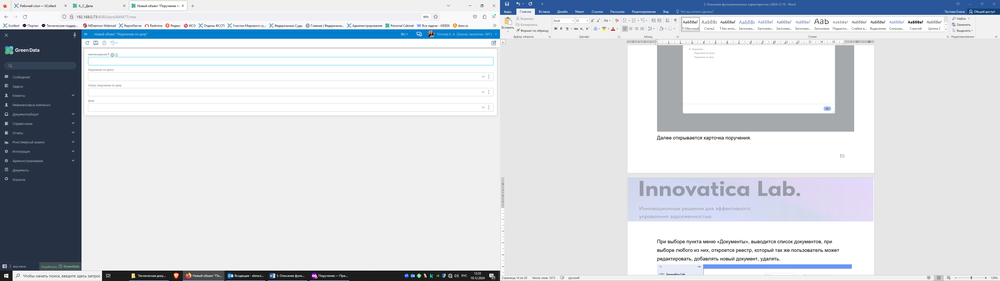 Рабочий стол — XCollect
IL_C_Дела
Новый объект "Поручение по
192.168.0.73:8080/card/849477/new
90%
Xcollect
Портал
Техническая поддер...
MDaemon Webmail
ReportServer
Redmine
Яндекс
ИСО
Отделы ФССП
Участки Мирового су...
Федеральные Суды
Главная | Федеральна...
Администрирование
Personal Cabinet
Все задачи - WEEEK
draw.io
Новый объект "Поручение по делу"
RU
Тестова Е. А. (Бизнес-аналитик. ОРГ)
GreenData
Сообщения
Задачи
Клиенты
Нефинансовые компании
Документооборот
Справочники
Отчеты
Многомерный анализ
Интеграция
Администрирование
Документы
Корзина
ВИД МЕНЮ
Разработано GreenData
Наименование *
Поручение по долгу
Статус поручения по делу
Дело
5. Описание функциональных характеристик v2024.12.19 - Word
Файл
Главная
Вставка
Дизайн
Макет
Ссылки
Рассылки
Рецензирование
Вид
Что вы хотите сделать?
Тестова Елена
Общий доступ
Вставить
Вырезать
Копировать
Формат по образцу
Буфер обмена
Arial
12
Ж К Ч abc x₂ x²
Шрифт
Абзац
АаБбВвГ АаБбВв АаБбВвГ АаБбВв АаБбВвГ АаБбВвГ АаБбВвГ Ааb АаБбВвГ АаБбВвГ АаБбВвГ АаБбВвГ АаБбВвГ АаБбВвГ
¶ Обычный
Стиль2
¶ Без инте...
Заголово...
Заголово...
Заголово...
Заголово...
Заголовок
Подзагол...
Слабое в...
Выделение
Сильное...
Строгий
Цитата 2
Стили
Найти
Заменить
Выделить
Редактирование
Поручения
Поручение по долгу
Поручение по делу
Ок
Далее открывается карточка поручения.
15
Innovatica Lab.
Инновационные решения для эффективного
управления задолженностью
При выборе пункта меню «Документы», выводится список документов, при
выборе любого из них, откроется реестр, который так же пользователь может
редактировать, добавлять новый документ, удалять.
Innovatica Lab
Страница 16 из 20
Число слов: 1073
русский
120%
Чтобы начать поиск, введите здесь запрос
Техническая доку...
Новый объект "По...
Входящие - elena.t...
5. Описание функ...
Поручения — При...
РУС
12:33
19.12.2024
21